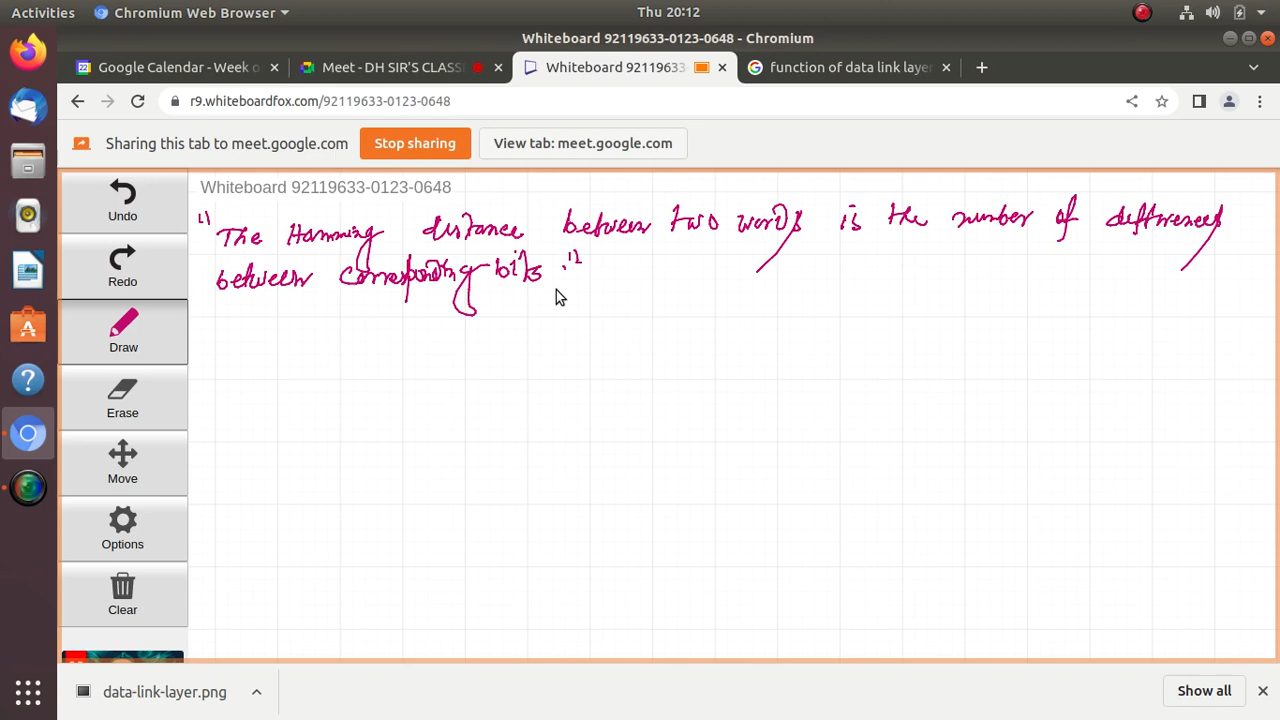 Activities Chromium Web Browser Thu 20:12
Whiteboard 92119633-0123-0648 - Chromium
Google Calendar - Week o Meet - DH SIR'S CLASS Whiteboard 92119633 function of data link layer
r9.whiteboardfox.com/92119633-0123-0648
Sharing this tab to meet.google.com Stop sharing View tab: meet.google.com
Whiteboard 92119633-0123-0648
"The Hamming distance between two words is the number of differences
between corresponding bits."
Undo
Redo
Draw
Erase
Move
Options
Clear
data-link-layer.png Show all